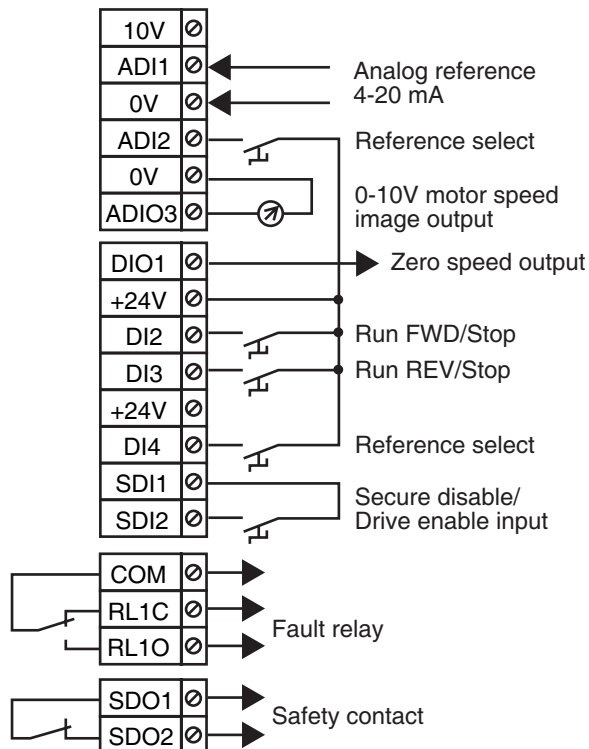 10V
ADI1
Analog reference
0V
4-20 mA
ADI2
Reference select
0V
0-10V motor speed
ADIO3
image output
DIO1
Zero speed output
+24V
DI2
Run FWD/Stop
DI3
Run REV/Stop
+24V
DI4
Reference select
SDI1
Secure disable/
SDI2
Drive enable input
COM
RL1C
Fault relay
RL1O
SDO1
Safety contact
SDO2